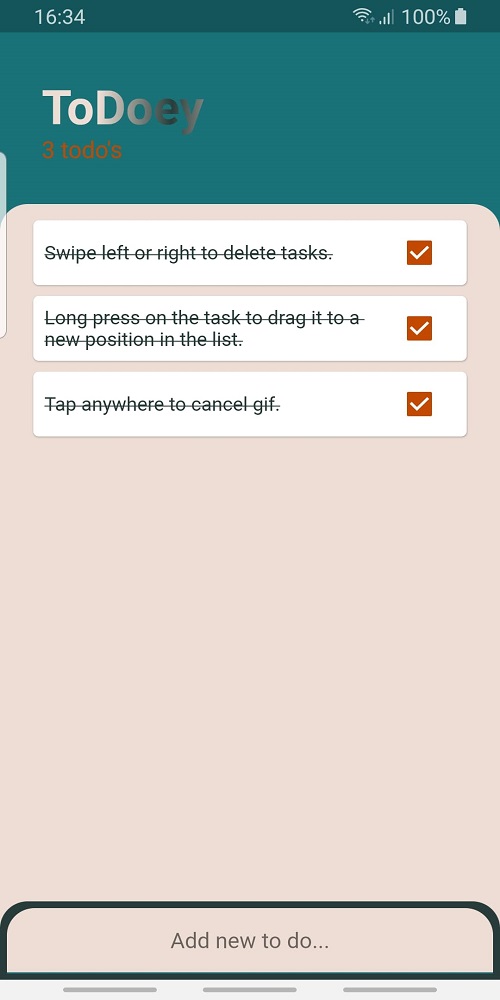 16:34
100%
ToDoey
3 todo's
Swipe left or right to delete tasks.
Long press on the task to drag it to a
new position in the list.
Tap anywhere to cancel gif.
Add new to do...